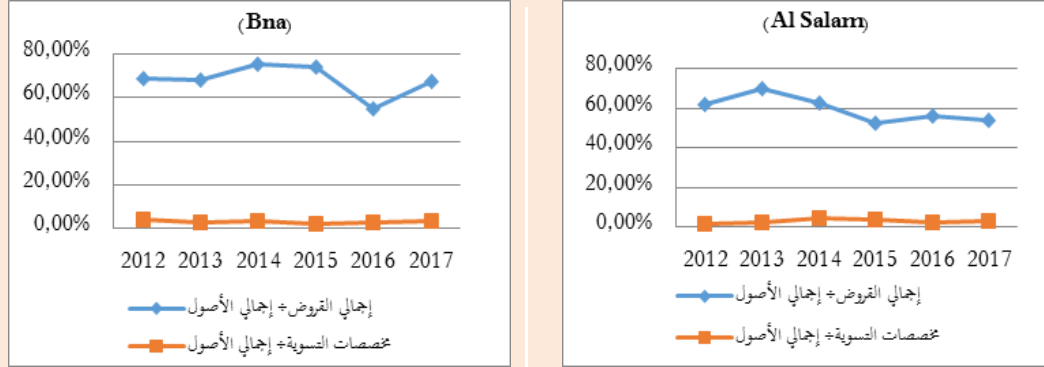 (Bna)
80,00%
60,00%
40,00%
20,00%
0,00%
2012 2013 2014 2015 2016 2017
إجمالي القروض÷ إجمالي الأصول
مخصصات التسوية÷ إجمالي الأصول
(Al Salam)
80,00%
60,00%
40,00%
20,00%
0,00%
2012 2013 2014 2015 2016 2017
إجمالي القروض÷ إجمالي الأصول
مخصصات التسوية÷ إجمالي الأصول